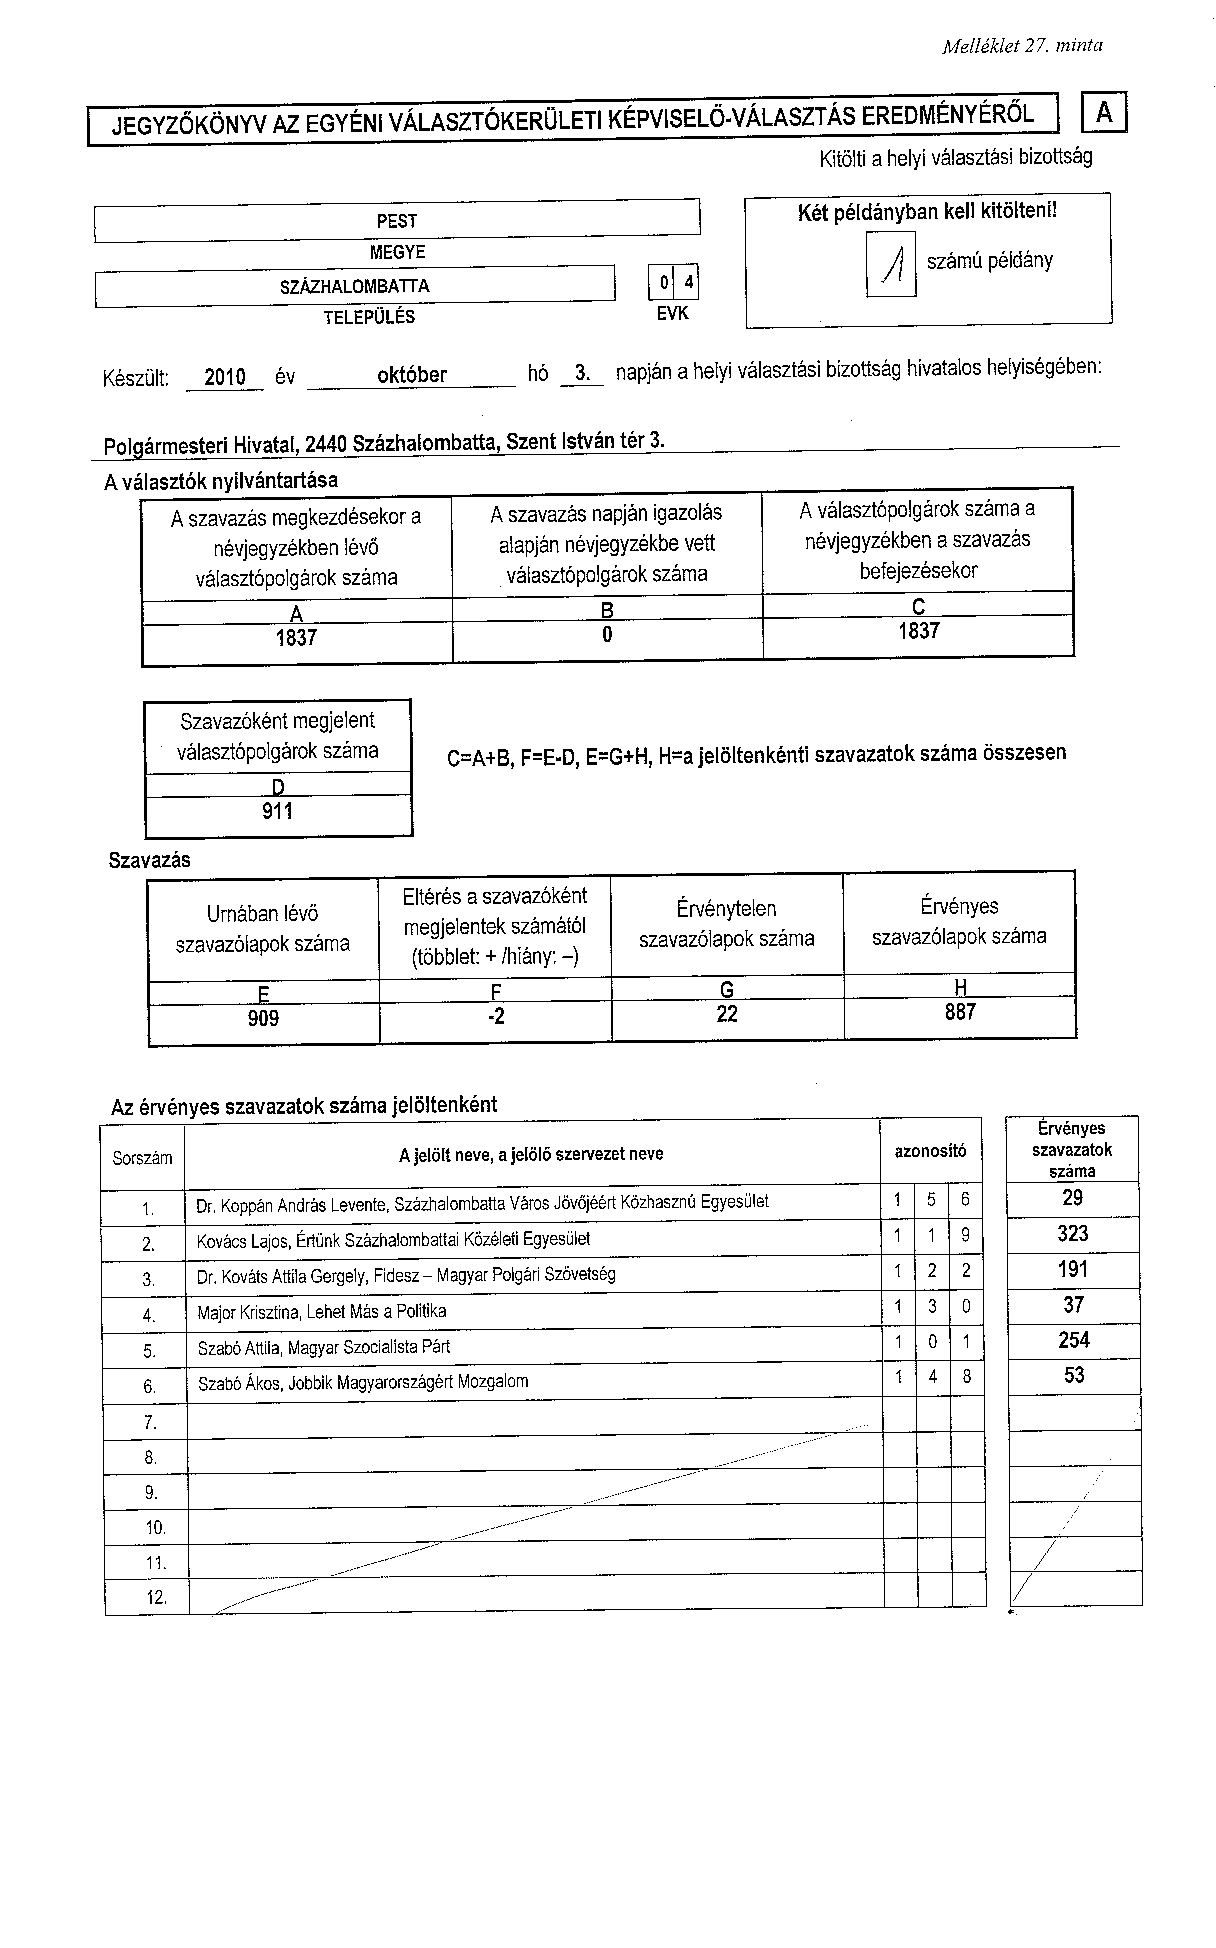 Melléklet 27. minta
JEGYZŐKÖNYV AZ EGYÉNI VÁLASZTÓKERÜLETI KÉPVISELŐ-VÁLASZTÁS EREDMÉNYÉRŐL A
Kitölti a helyi választási bizottság
PEST
MEGYE
SZÁZHALOMBATTA 0 4
TELEPÜLÉS EVK
Két példányban kell kitölteni!
1 számú példány
Készült: 2010 év október hó 3. napján a helyi választási bizottság hivatalos helyiségében:
Polgármesteri Hivatal, 2440 Százhalombatta, Szent István tér 3.
A választók nyilvántartása
A szavazás megkezdésekor a névjegyzékben lévő választópolgárok száma
A szavazás napján igazolás alapján névjegyzékbe vett választópolgárok száma
A választópolgárok száma a névjegyzékben a szavazás befejezésekor
A B C
1837 0 1837
Szavazóként megjelent
választópolgárok száma
D
911
C=A+B, F=E-D, E=G+H, H=a jelöltenkénti szavazatok száma összesen
Szavazás
Urnában lévő szavazólapok száma
Eltérés a szavazóként megjelentek számától (többlet: + /hiány: –)
Érvénytelen szavazólapok száma
Érvényes szavazólapok száma
E F G H
909 -2 22 887
Az érvényes szavazatok száma jelöltenként
Sorszám A jelölt neve, a jelölő szervezet neve azonosító Érvényes szavazatok száma
1. Dr. Koppán András Levente, Százhalombatta Város Jövőjéért Közhasznú Egyesület 1 5 6 29
2. Kovács Lajos, Értünk Százhalombattai Közéleti Egyesület 1 1 9 323
3. Dr. Kováts Attila Gergely, Fidesz – Magyar Polgári Szövetség 1 2 2 191
4. Major Krisztina, Lehet Más a Politika 1 3 0 37
5. Szabó Attila, Magyar Szocialista Párt 1 0 1 254
6. Szabó Ákos, Jobbik Magyarországért Mozgalom 1 4 8 53
7.
8.
9.
10.
11.
12.